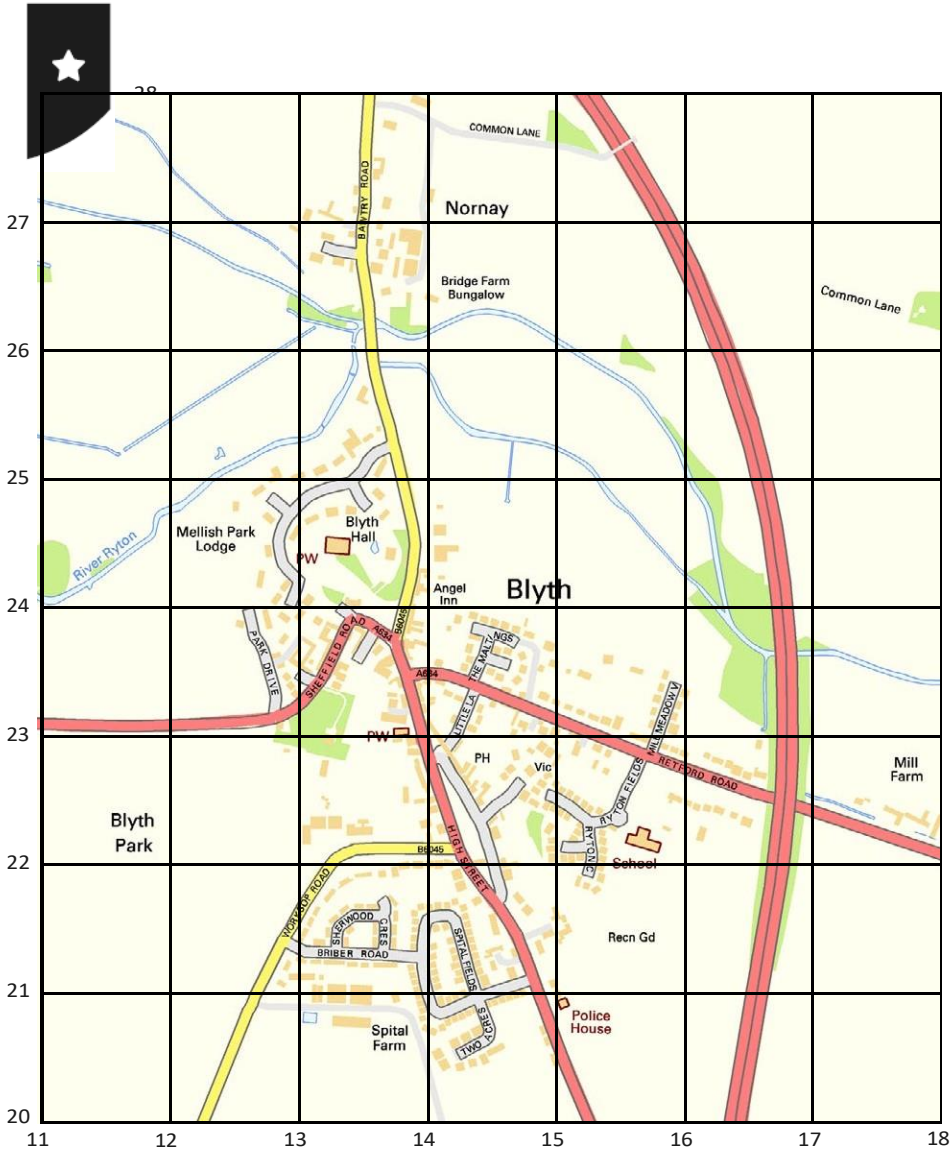 28
COMMON LANE
BAWTRY ROAD
Nornay
27
Bridge Farm
Bungalow
Common Lane
26
25
Mellish Park
Lodge
Blyth
Hall
PW
River Ryton
Angel
Inn
Blyth
24
B6045
A634
SHEFFIELD ROAD
PARK DRIVE
THE MALTINGS
A634
LITTLE LA
MILL MEADOW V
23
PW
PH
Vic
RETFORD ROAD
Mill
Farm
RYTON FIELDS
Blyth
Park
RYTON C
School
B6045
HIGH STREET
22
WORKSOP ROAD
SHERWOOD
CRES
BRIBER ROAD
SPITAL FIELDS
Recn Gd
21
Police
House
TWO ACRES
Spital
Farm
20
11 12 13 14 15 16 17 18